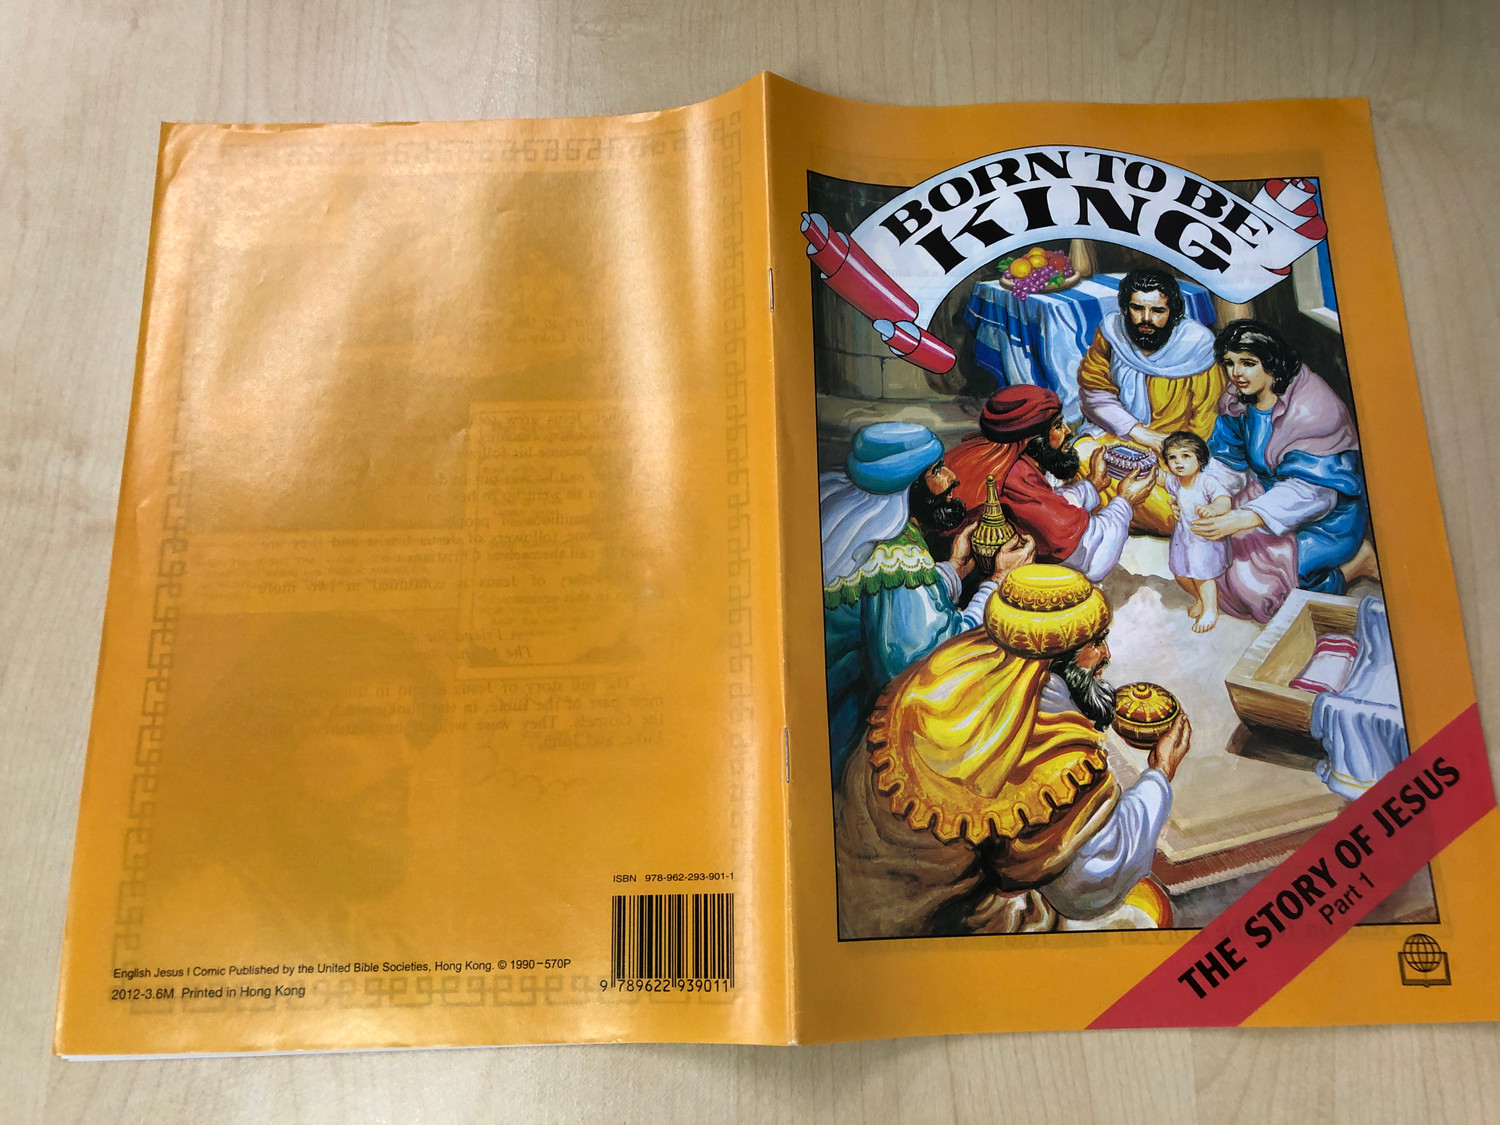 BORN TO BE
KING
THE STORY OF JESUS
Part 1
ISBN 978-962-293-901-1
9 789622 939011
English Jesus I Comic Published by the United Bible Societies, Hong Kong. © 1990–570P
2012-3.6M Printed in Hong Kong